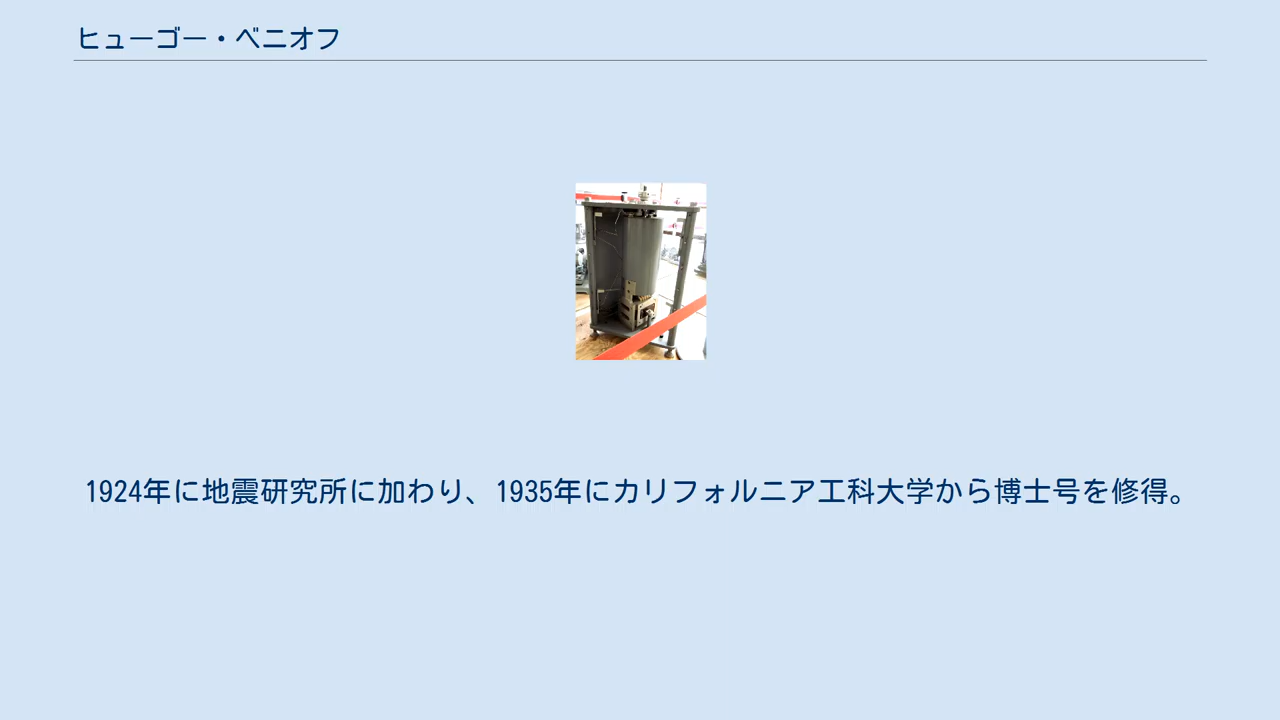 ヒューゴー・ベニオフ
1924年に地震研究所に加わり、1935年にカリフォルニア工科大学から博士号を修得。